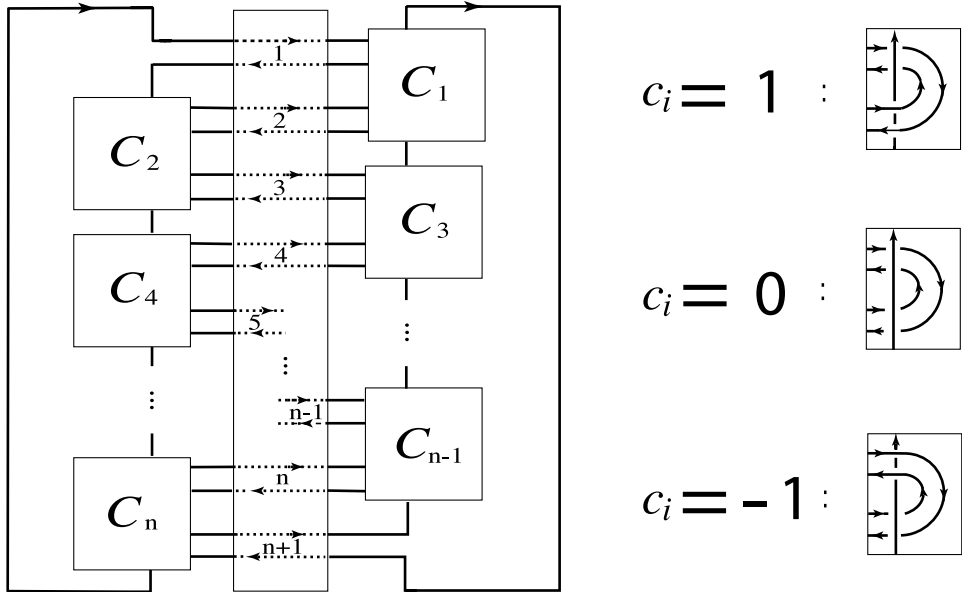 1
C1
2
C2
3
C3
4
C4
5
...
...
...
n-1
Cn-1
n
Cn
n+1
ci = 1 :
ci = 0 :
ci = -1 :